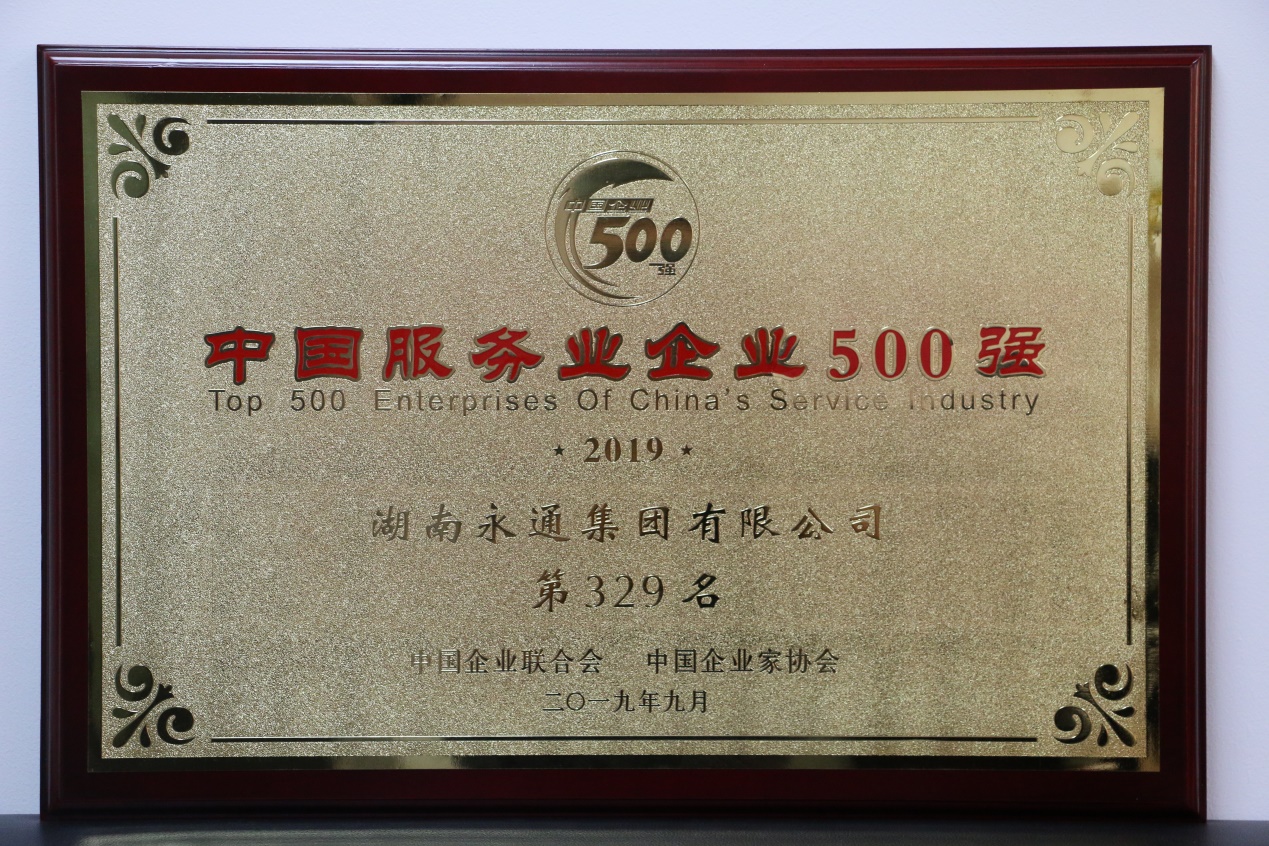 中国企业
500
强
中国服务业企业500强
Top 500 Enterprises Of China's Service Industry
★ 2019 ★
湖南永通集团有限公司
第329名
中国企业联合会 中国企业家协会
二〇一九年九月